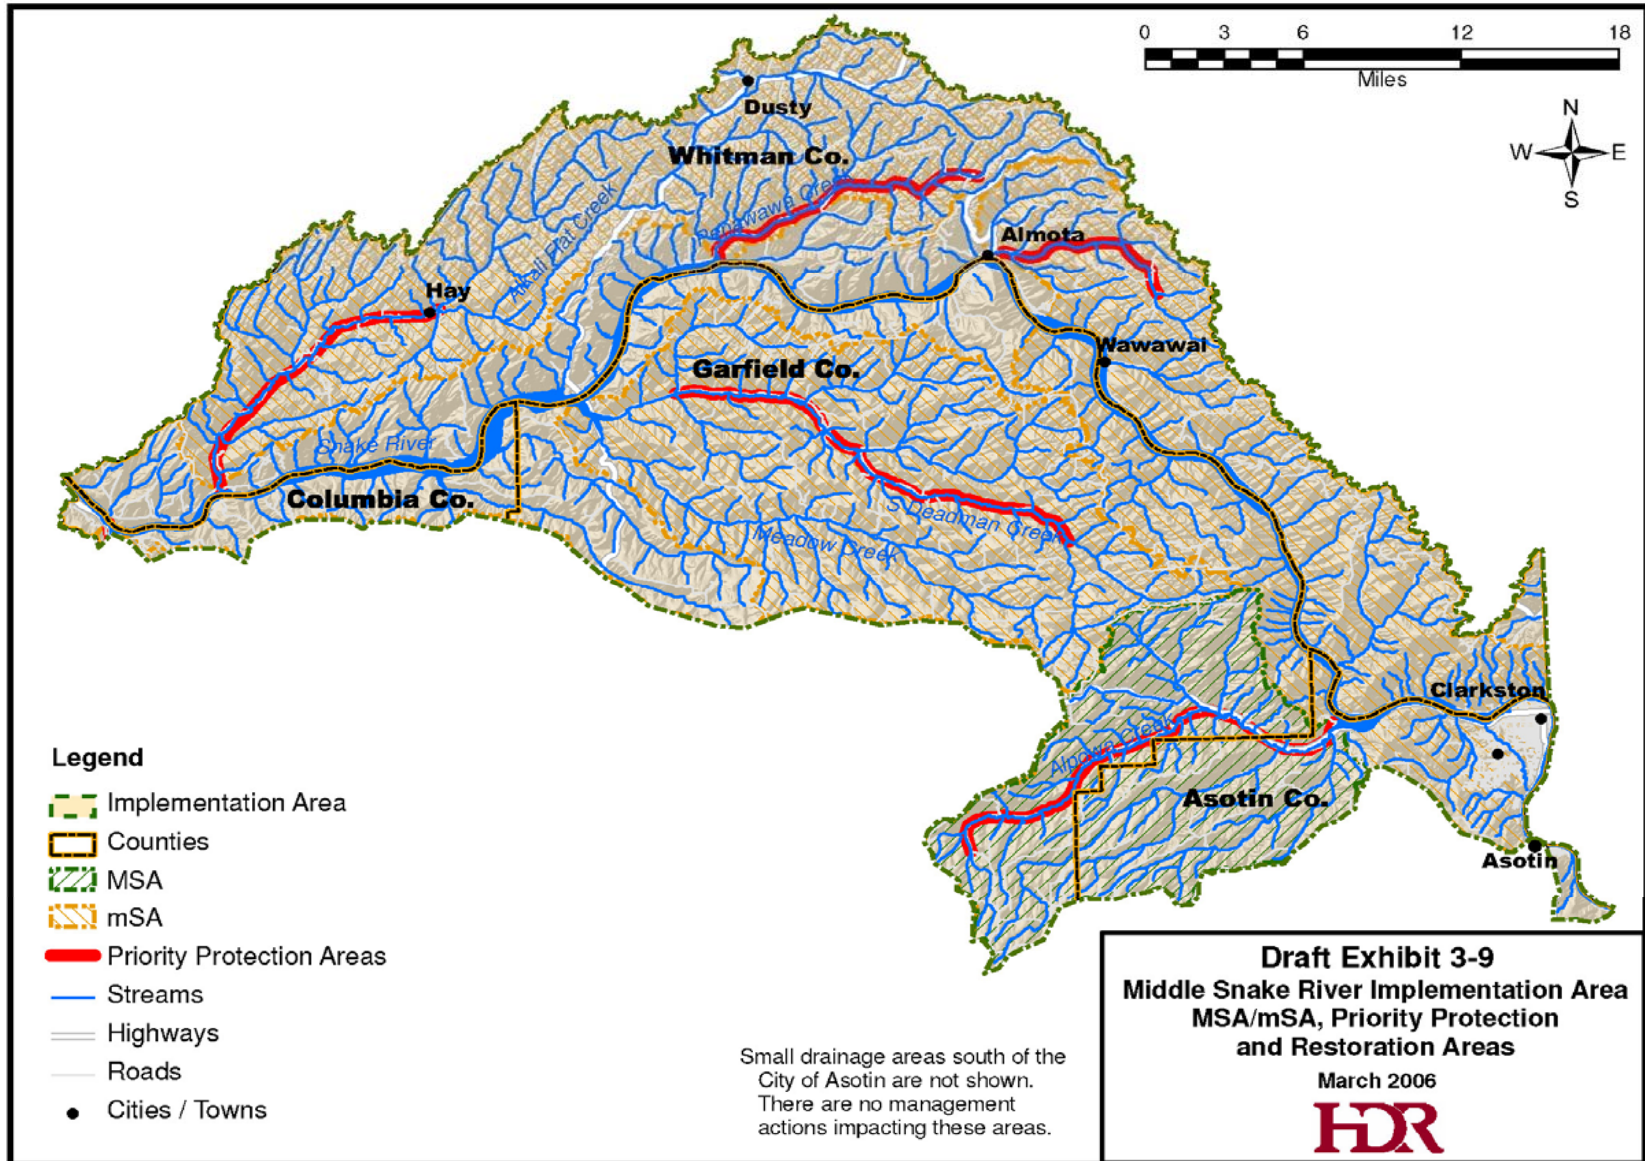 0 3 6 12 18
Miles
N
W E
S
Dusty
Whitman Co.
Penawawa Creek
Alkali Flat Creek
Almota
Hay
Wawawai
Garfield Co.
Snake River
Columbia Co.
S Deadman Creek
Meadow Creek
Clarkston
Alpowa Creek
Asotin Co.
Asotin
Legend
Implementation Area
Counties
MSA
mSA
Priority Protection Areas
Streams
Highways
Roads
Cities / Towns
Small drainage areas south of the
City of Asotin are not shown.
There are no management
actions impacting these areas.
Draft Exhibit 3-9
Middle Snake River Implementation Area
MSA/mSA, Priority Protection
and Restoration Areas
March 2006
HDR